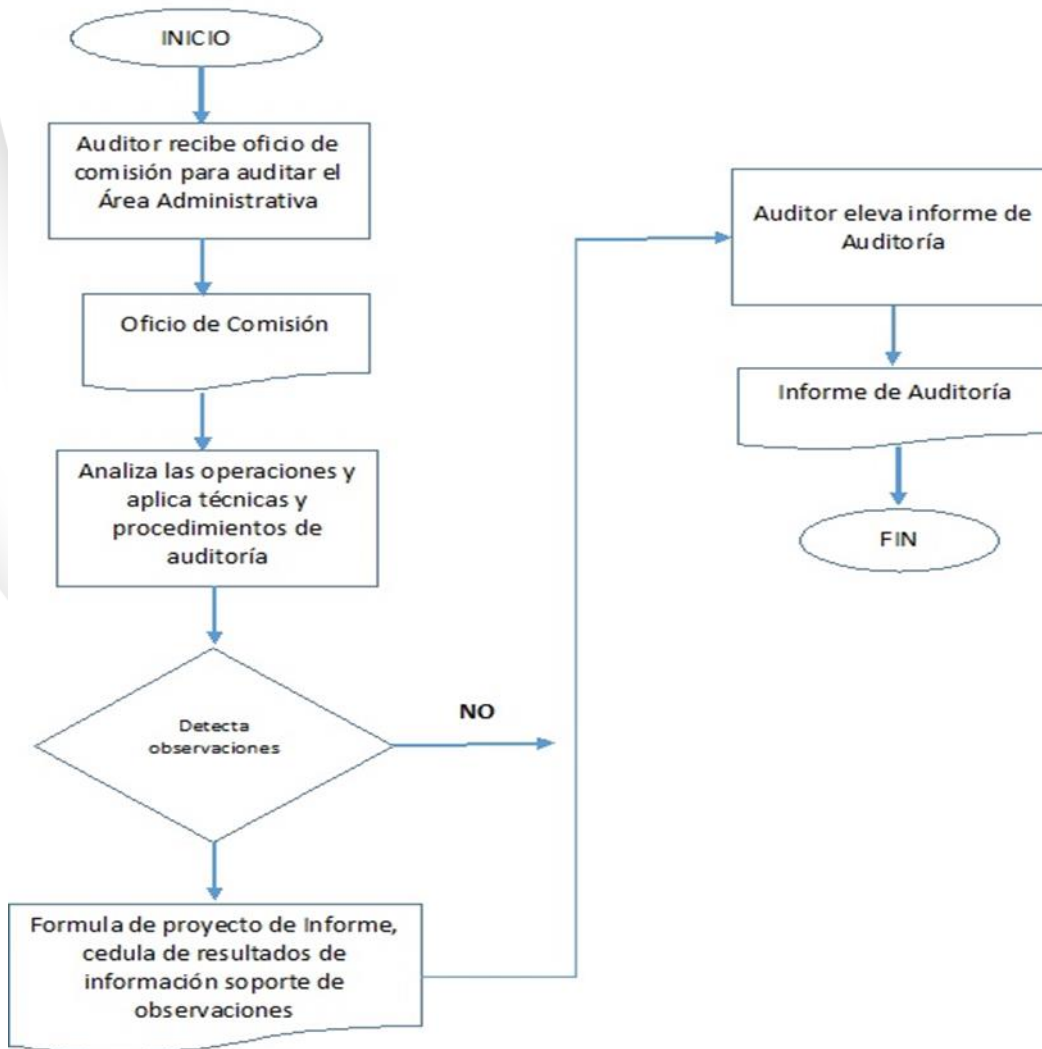 INICIO
Auditor recibe oficio de
comisión para auditar el
Área Administrativa
Oficio de Comisión
Analiza las operaciones y
aplica técnicas y
procedimientos de
auditoría
Detecta
observaciones
NO
Formula de proyecto de Informe,
cedula de resultados de
información soporte de
observaciones
Auditor eleva informe de
Auditoría
Informe de Auditoría
FIN